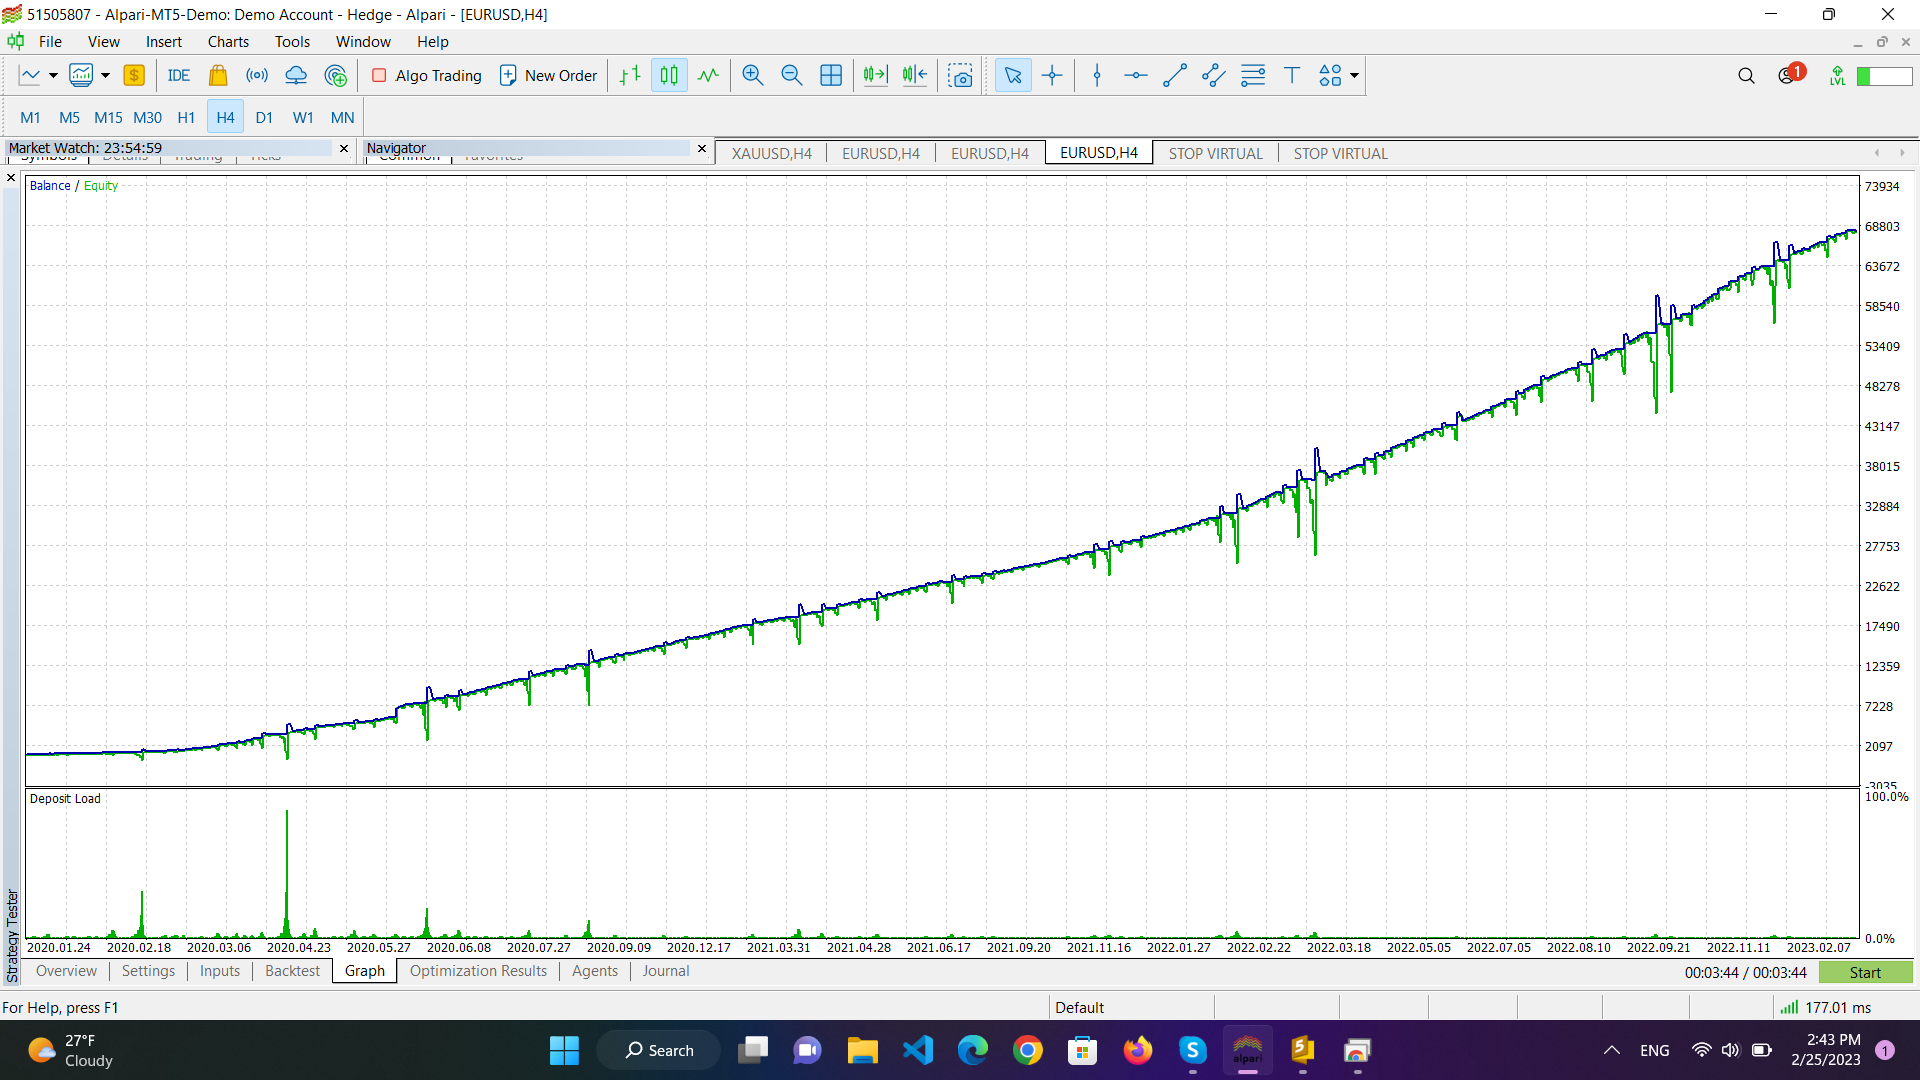 51505807 - Alpari-MT5-Demo: Demo Account - Hedge - Alpari - [EURUSD,H4]
File View Insert Charts Tools Window Help
IDE Algo Trading New Order 1 LVL
M1 M5 M15 M30 H1 H4 D1 W1 MN
Market Watch: 23:54:59 Navigator
Symbols Details Trading Ticks Common Favorites
XAUUSD,H4 EURUSD,H4 EURUSD,H4 EURUSD,H4 STOP VIRTUAL STOP VIRTUAL
Balance / Equity
73934
68803
63672
58540
53409
48278
43147
38015
32884
27753
22622
17490
12359
7228
2097
-3035
Deposit Load
100.0%
0.0%
2020.01.24 2020.02.18 2020.03.06 2020.04.23 2020.05.27 2020.06.08 2020.07.27 2020.09.09 2020.12.17 2021.03.31 2021.04.28 2021.06.17 2021.09.20 2021.11.16 2022.01.27 2022.02.22 2022.03.18 2022.05.05 2022.07.05 2022.08.10 2022.09.21 2022.11.11 2023.02.07
Strategy Tester
Overview Settings Inputs Backtest Graph Optimization Results Agents Journal
00:03:44 / 00:03:44 Start
For Help, press F1 Default 177.01 ms
27°F
Cloudy
Search
alpari
ENG
2:43 PM
2/25/2023
1